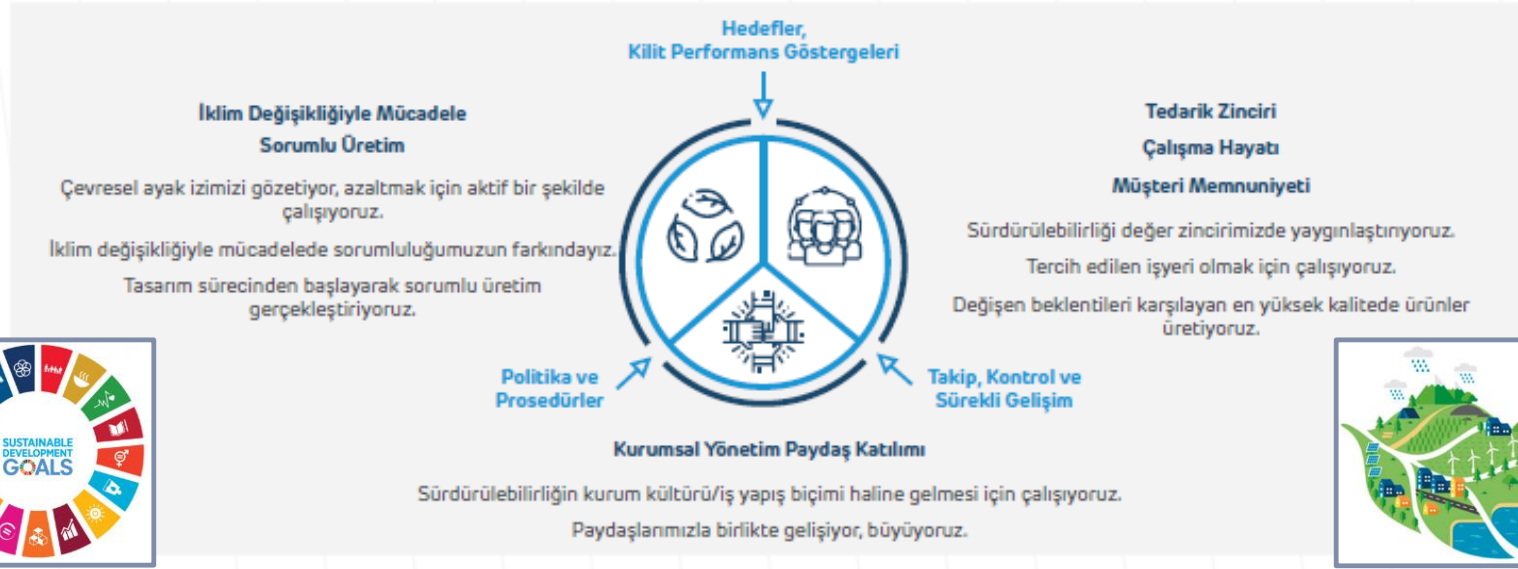 Hedefler,
Kilit Performans Göstergeleri
İklim Değişikliğiyle Mücadele
Sorumlu Üretim
Çevresel ayak izimizi gözetiyor, azaltmak için aktif bir şekilde
çalışıyoruz.
İklim değişikliğiyle mücadelede sorumluluğumuzun farkındayız.
Tasarım sürecinden başlayarak sorumlu üretim
gerçekleştiriyoruz.
Tedarik Zinciri
Çalışma Hayatı
Müşteri Memnuniyeti
Sürdürülebilirliği değer zincirimizde yaygınlaştırıyoruz.
Tercih edilen işyeri olmak için çalışıyoruz.
Değişen beklentileri karşılayan en yüksek kalitede ürünler
üretiyoruz.
Politika ve
Prosedürler
Takip, Kontrol ve
Sürekli Gelişim
SUSTAINABLE
DEVELOPMENT
GOALS
Kurumsal Yönetim Paydaş Katılımı
Sürdürülebilirliğin kurum kültürü/iş yapış biçimi haline gelmesi için çalışıyoruz.
Paydaşlarımızla birlikte gelişiyor, büyüyoruz.